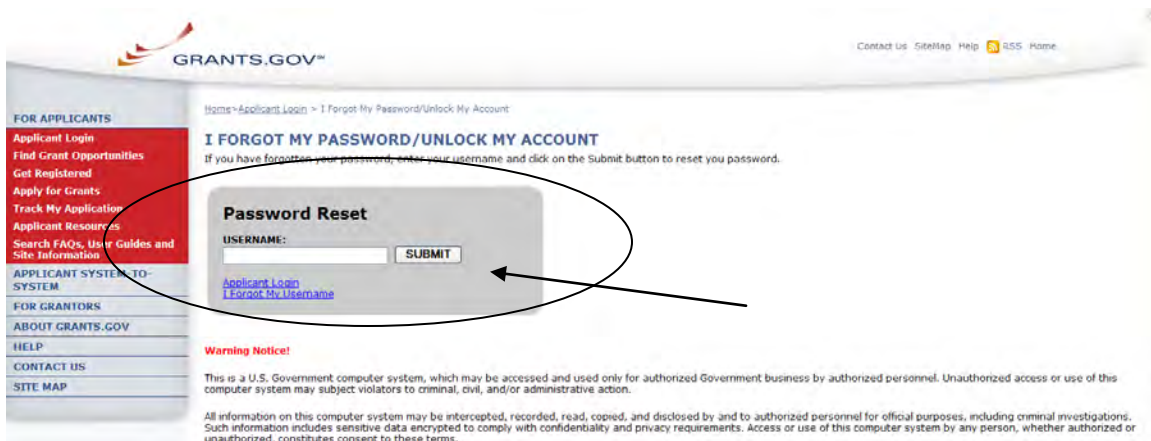 GRANTS.GOV℠
Contact Us SiteMap Help RSS Home
Home > Applicant Login > I Forgot My Password/Unlock My Account
FOR APPLICANTS
Applicant Login
Find Grant Opportunities
Get Registered
Apply for Grants
Track My Application
Applicant Resources
Search FAQs, User Guides and
Site Information
APPLICANT SYSTEM-TO-
SYSTEM
FOR GRANTORS
ABOUT GRANTS.GOV
HELP
CONTACT US
SITE MAP
I FORGOT MY PASSWORD/UNLOCK MY ACCOUNT
If you have forgotten your password, enter your username and click on the Submit button to reset you password.
Password Reset
USERNAME:
SUBMIT
Applicant Login
I Forgot My Username
Warning Notice!
This is a U.S. Government computer system, which may be accessed and used only for authorized Government business by authorized personnel. Unauthorized access or use of this
computer system may subject violators to criminal, civil, and/or administrative action.
All information on this computer system may be intercepted, recorded, read, copied, and disclosed by and to authorized personnel for official purposes, including criminal investigations.
Such information includes sensitive data encrypted to comply with confidentiality and privacy requirements. Access or use of this computer system by any person, whether authorized or
unauthorized, constitutes consent to these terms.